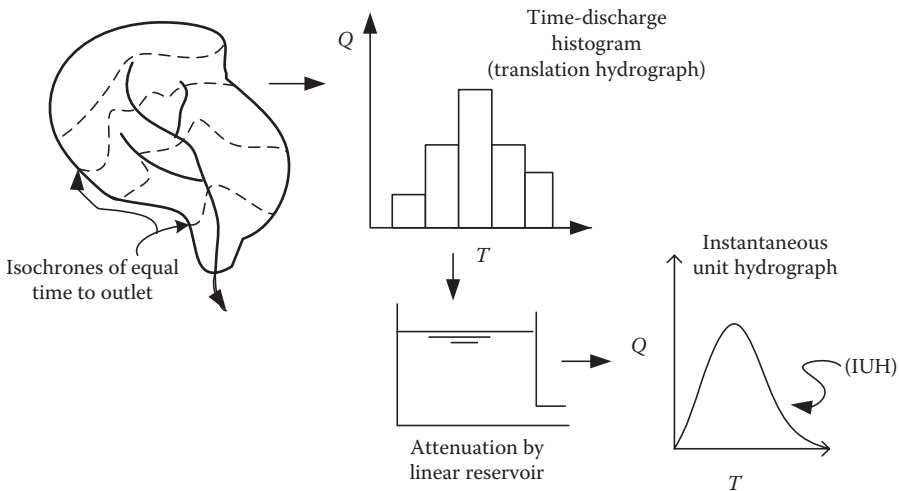 Time-discharge
histogram
(translation hydrograph)
Q
T
Isochrones of equal
time to outlet
Instantaneous
unit hydrograph
Q
(IUH)
T
Attenuation by
linear reservoir